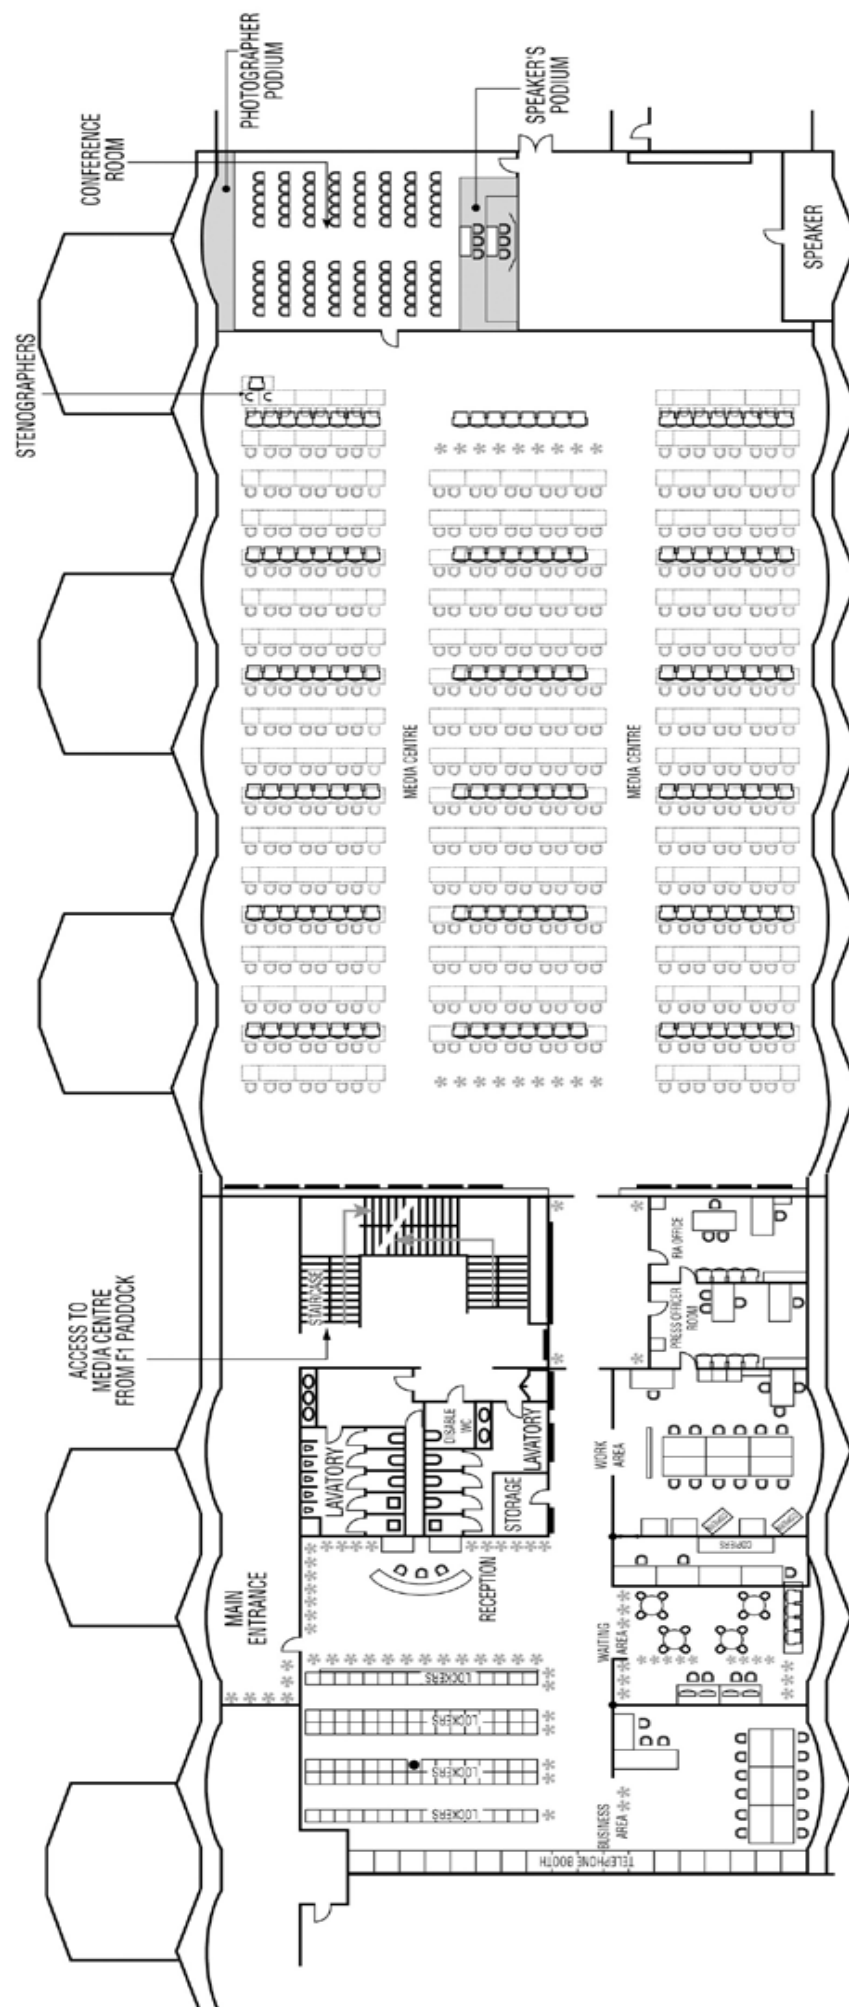 PHOTOGRAPHER
PODIUM
CONFERENCE
ROOM
SPEAKER'S
PODIUM
SPEAKER
STENOGRAPHERS
MEDIA CENTRE
MEDIA CENTRE
ACCESS TO
MEDIA CENTRE
FROM F1 PADDOCK
STAIRCASE
FIA OFFICE
PRESS OFFICER
ROOM
LAVATORY
DISABLE
WC
LAVATORY
STORAGE
WORK
AREA
COPIERS
MAIN
ENTRANCE
RECEPTION
WAITING
AREA
LOCKERS
LOCKERS
LOCKERS
LOCKERS
BUSINESS
AREA
TELEPHONE BOOTH